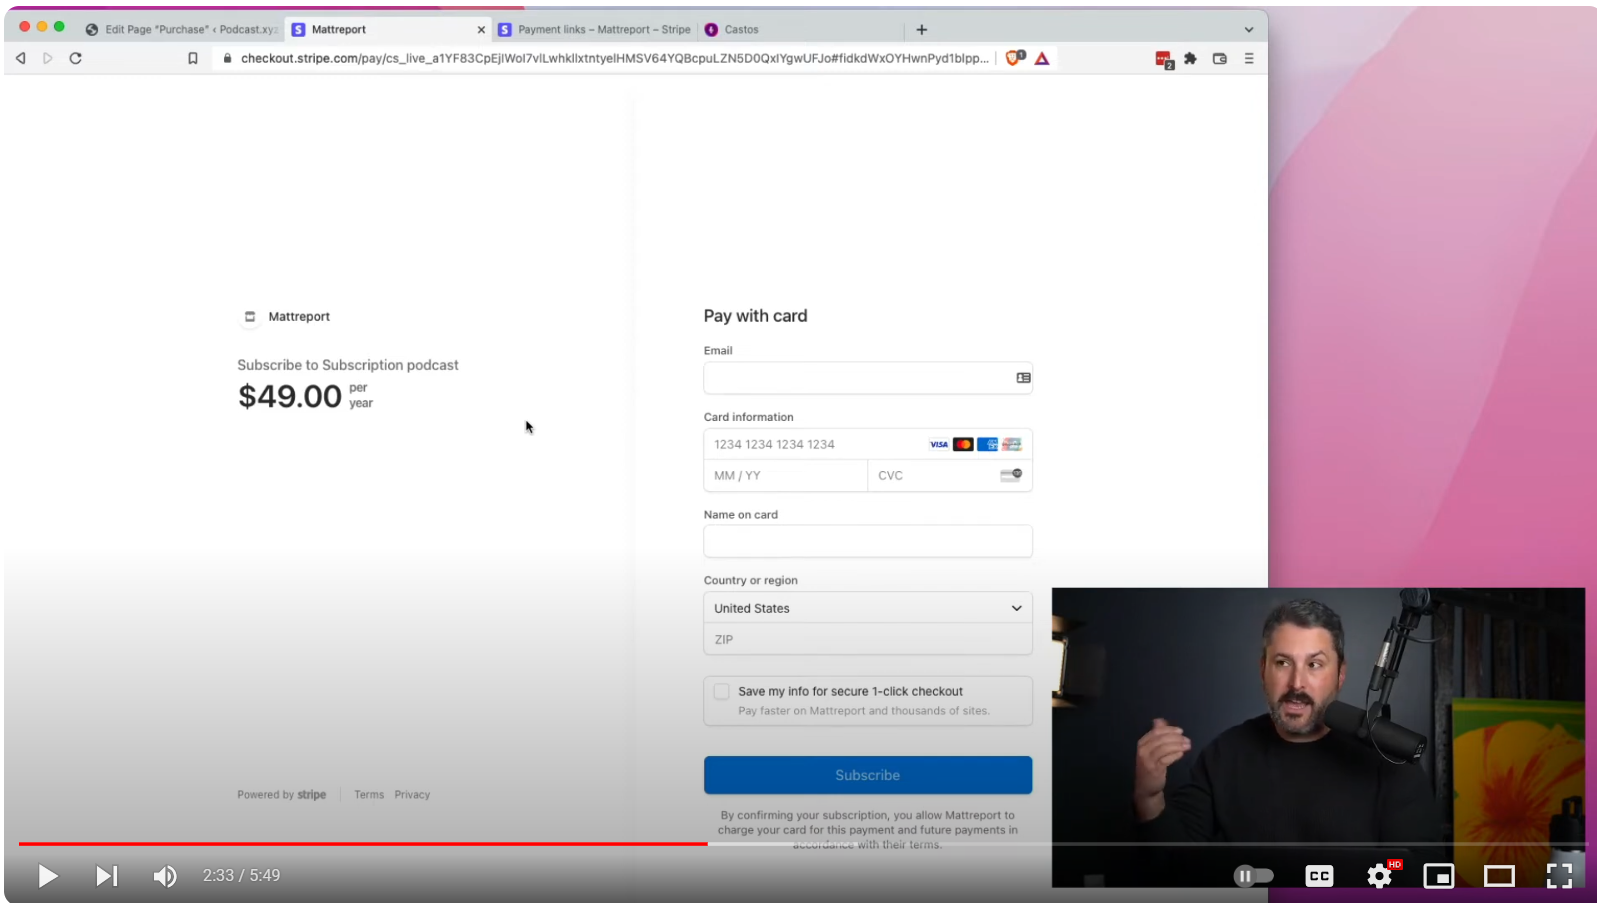 Edit Page "Purchase" ‹ Podcast.xyz
Mattreport
Payment links – Mattreport – Stripe
Castos
checkout.stripe.com/pay/
Mattreport
Subscribe to Subscription podcast
$49.00 per year
Powered by stripe
Terms
Privacy
Pay with card
Email
Card information
1234 1234 1234 1234
VISA
MM / YY
CVC
Name on card
Country or region
United States
ZIP
Save my info for secure 1-click checkout
Pay faster on Mattreport and thousands of sites.
Subscribe
By confirming your subscription, you allow Mattreport to
charge your card for this payment and future payments in
accordance with their terms.
2:33 / 5:49
CC
HD